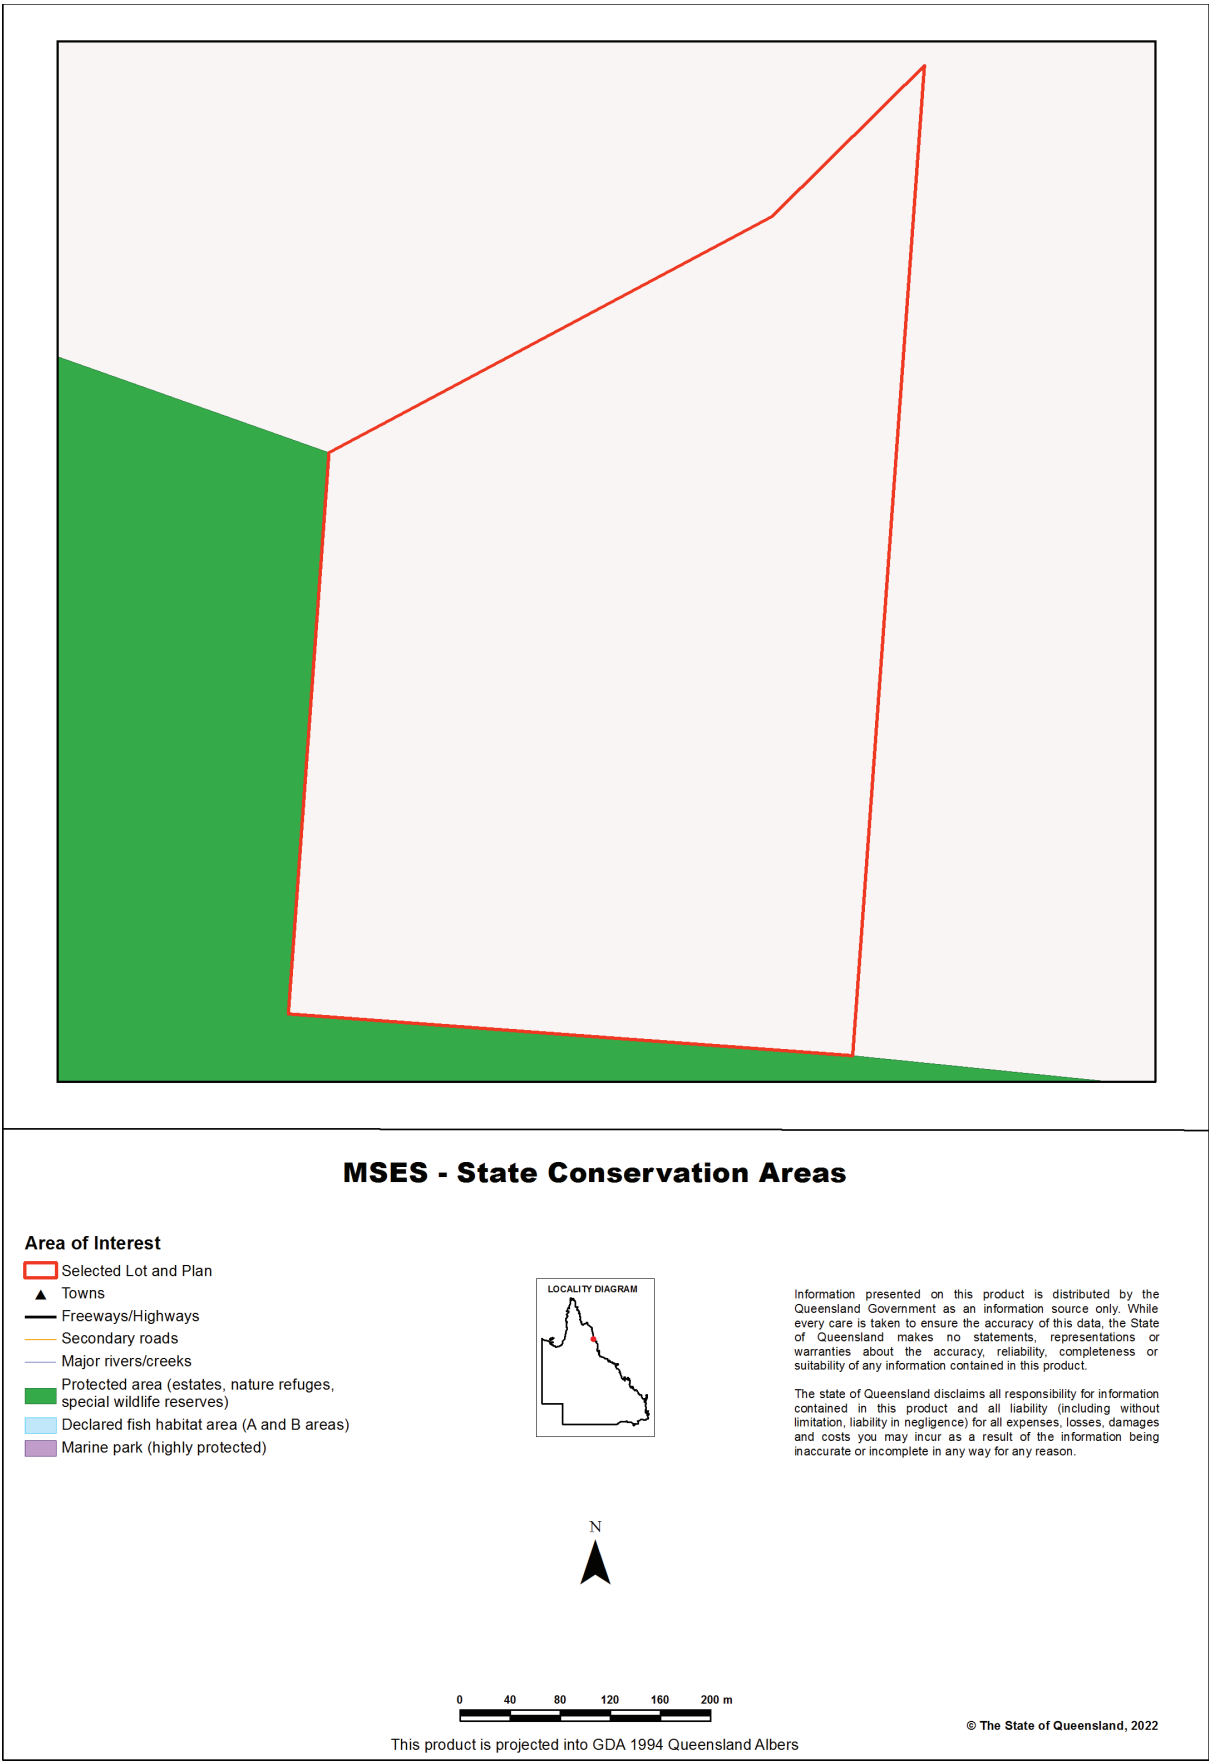 MSES - State Conservation Areas
Area of Interest
Selected Lot and Plan
Towns
Freeways/Highways
Secondary roads
Major rivers/creeks
Protected area (estates, nature refuges,
special wildlife reserves)
Declared fish habitat area (A and B areas)
Marine park (highly protected)
LOCALITY DIAGRAM
Information presented on this product is distributed by the
Queensland Government as an information source only. While
every care is taken to ensure the accuracy of this data, the State
of Queensland makes no statements, representations or
warranties about the accuracy, reliability, completeness or
suitability of any information contained in this product.
The state of Queensland disclaims all responsibility for information
contained in this product and all liability (including without
limitation, liability in negligence) for all expenses, losses, damages
and costs you may incur as a result of the information being
inaccurate or incomplete in any way for any reason.
N
0 40 80 120 160 200 m
© The State of Queensland, 2022
This product is projected into GDA 1994 Queensland Albers